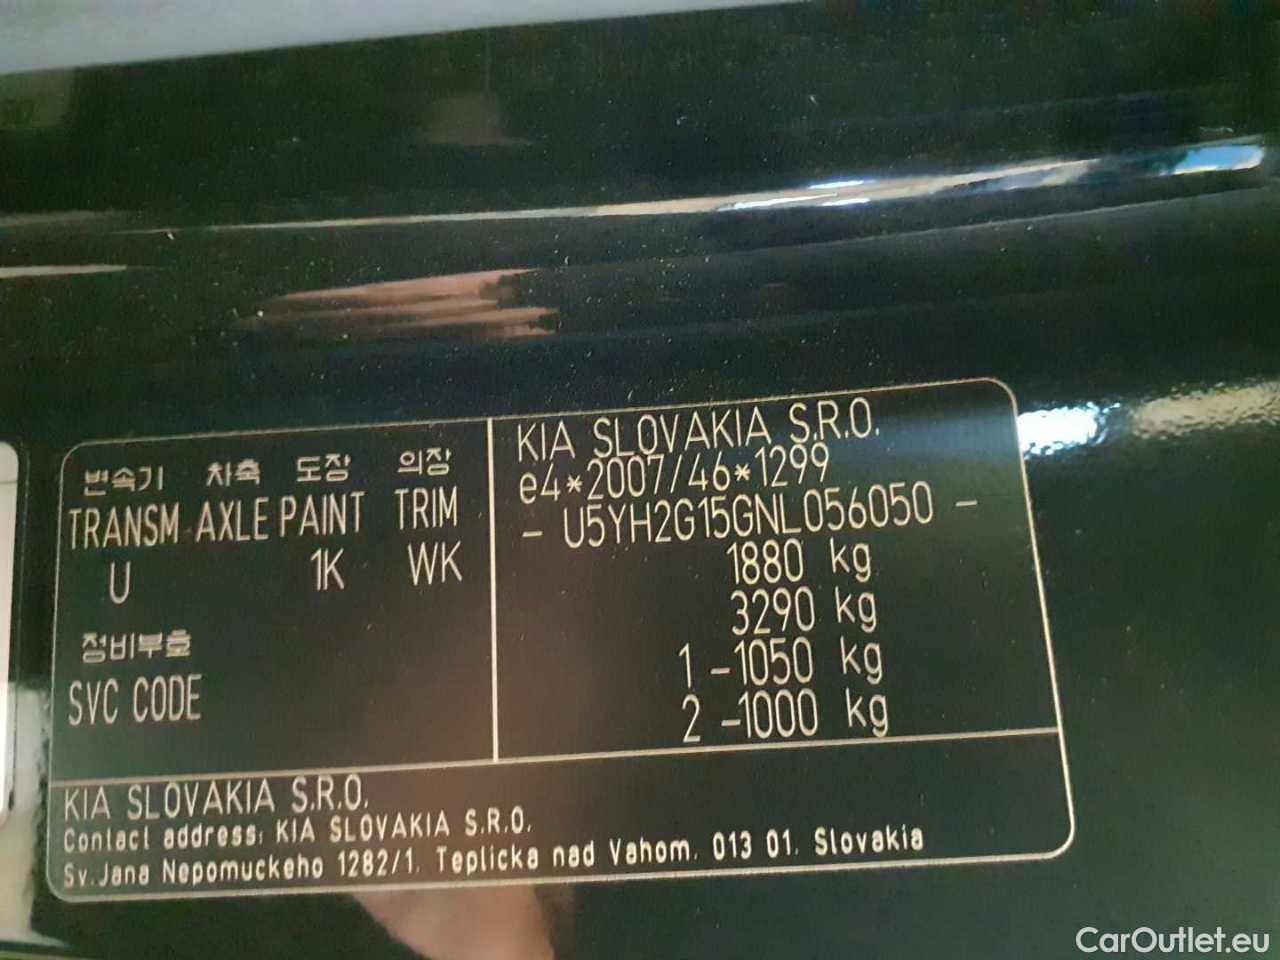 변속기 차축 도장 의장
TRANSM AXLE PAINT TRIM
U 1K WK
정비부호
SVC CODE
KIA SLOVAKIA S.R.O.
e4*2007/46*1299
- U5YH2G15GNL056050 -
1880 kg
3290 kg
1 -1050 kg
2 -1000 kg
KIA SLOVAKIA S.R.O.
Contact address: KIA SLOVAKIA S.R.O.
Sv.Jana Nepomuckeho 1282/1. Teplicka nad Vahom. 013 01. Slovakia
CarOutlet.eu